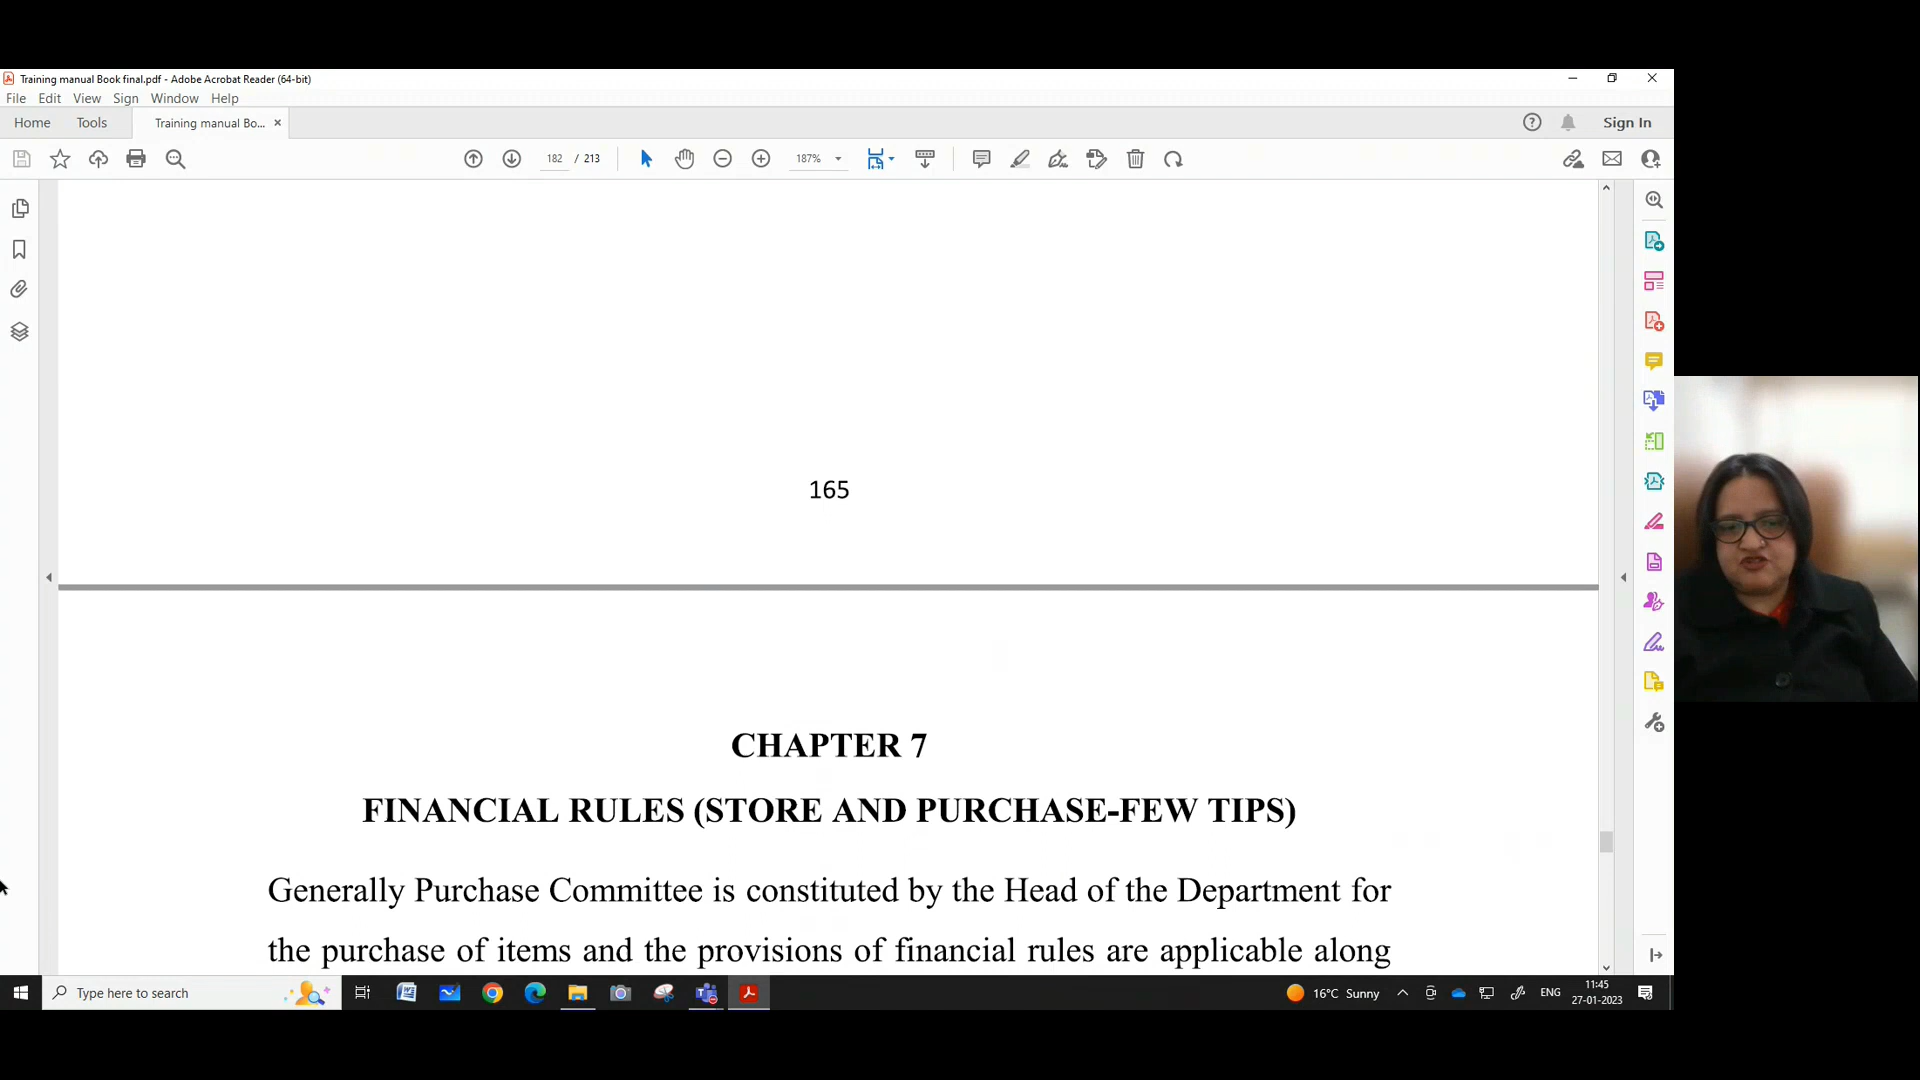 Training manual Book final.pdf - Adobe Acrobat Reader (64-bit)
File Edit View Sign Window Help
Home Tools Training manual Bo... Sign In
182 / 213 187%
165
CHAPTER 7
FINANCIAL RULES (STORE AND PURCHASE-FEW TIPS)
Generally Purchase Committee is constituted by the Head of the Department for
the purchase of items and the provisions of financial rules are applicable along
Type here to search
16°C Sunny
ENG
11:45
27-01-2023